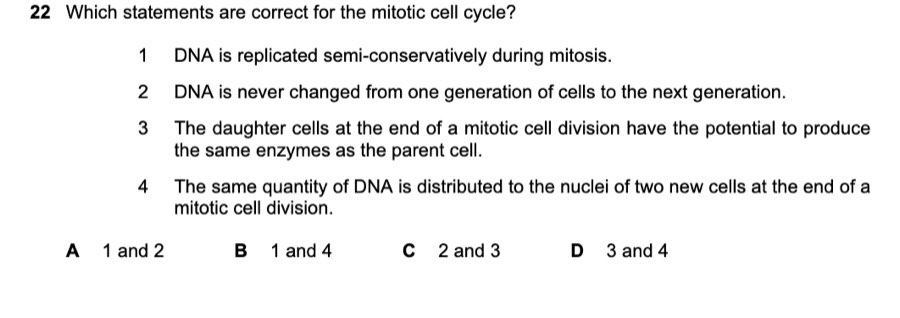 22 Which statements are correct for the mitotic cell cycle?
1 DNA is replicated semi-conservatively during mitosis.
2 DNA is never changed from one generation of cells to the next generation.
3 The daughter cells at the end of a mitotic cell division have the potential to produce
the same enzymes as the parent cell.
4 The same quantity of DNA is distributed to the nuclei of two new cells at the end of a
mitotic cell division.
A 1 and 2 B 1 and 4 C 2 and 3 D 3 and 4